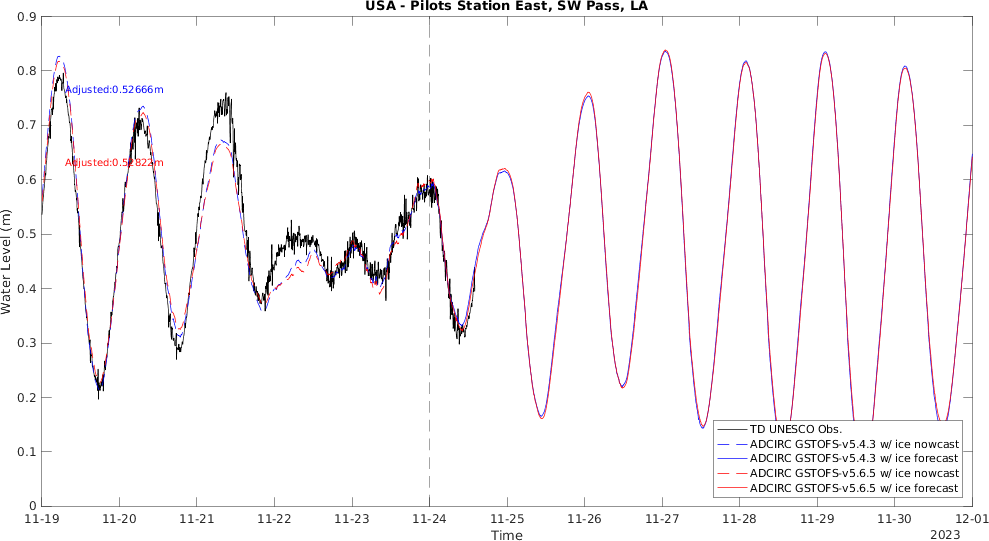 USA - Pilots Station East, SW Pass, LA
0.9
0.8
0.7
0.6
0.5
0.4
0.3
0.2
0.1
0
Water Level (m)
Adjusted:0.52666m
Adjusted:0.52822m
TD UNESCO Obs.
ADCIRC GSTOFS-v5.4.3 w/ ice nowcast
ADCIRC GSTOFS-v5.4.3 w/ ice forecast
ADCIRC GSTOFS-v5.6.5 w/ ice nowcast
ADCIRC GSTOFS-v5.6.5 w/ ice forecast
11-19 11-20 11-21 11-22 11-23 11-24 11-25 11-26 11-27 11-28 11-29 11-30 12-01
Time
2023